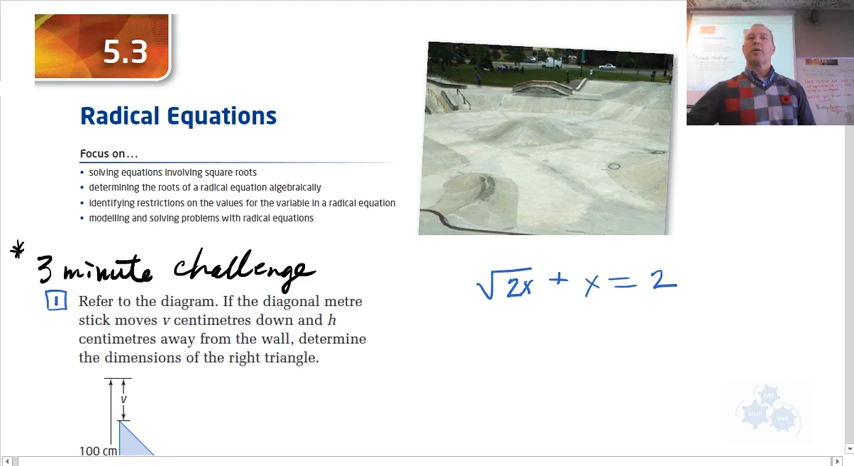 5.3
Radical Equations
Focus on...
• solving equations involving square roots
• determining the roots of a radical equation algebraically
• identifying restrictions on the values for the variable in a radical equation
• modelling and solving problems with radical equations
* 3 minute challenge
1 Refer to the diagram. If the diagonal metre
stick moves v centimetres down and h
centimetres away from the wall, determine
the dimensions of the right triangle.
√2x + x = 2
v
100 cm